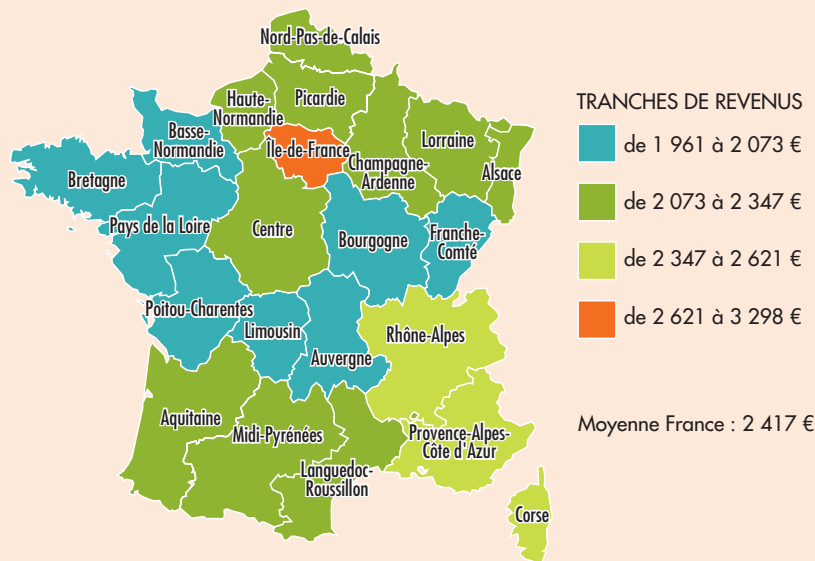 Nord-Pas-de-Calais
Haute-
Normandie
Picardie
Basse-
Normandie
Île-de-France
Lorraine
Champagne-
Ardenne
Alsace
Bretagne
Pays de la Loire
Centre
Bourgogne
Franche-
Comté
Poitou-Charentes
Limousin
Auvergne
Rhône-Alpes
Aquitaine
Midi-Pyrénées
Provence-Alpes-
Côte d'Azur
Languedoc-
Roussillon
Corse
TRANCHES DE REVENUS
de 1 961 à 2 073 €
de 2 073 à 2 347 €
de 2 347 à 2 621 €
de 2 621 à 3 298 €
Moyenne France : 2 417 €